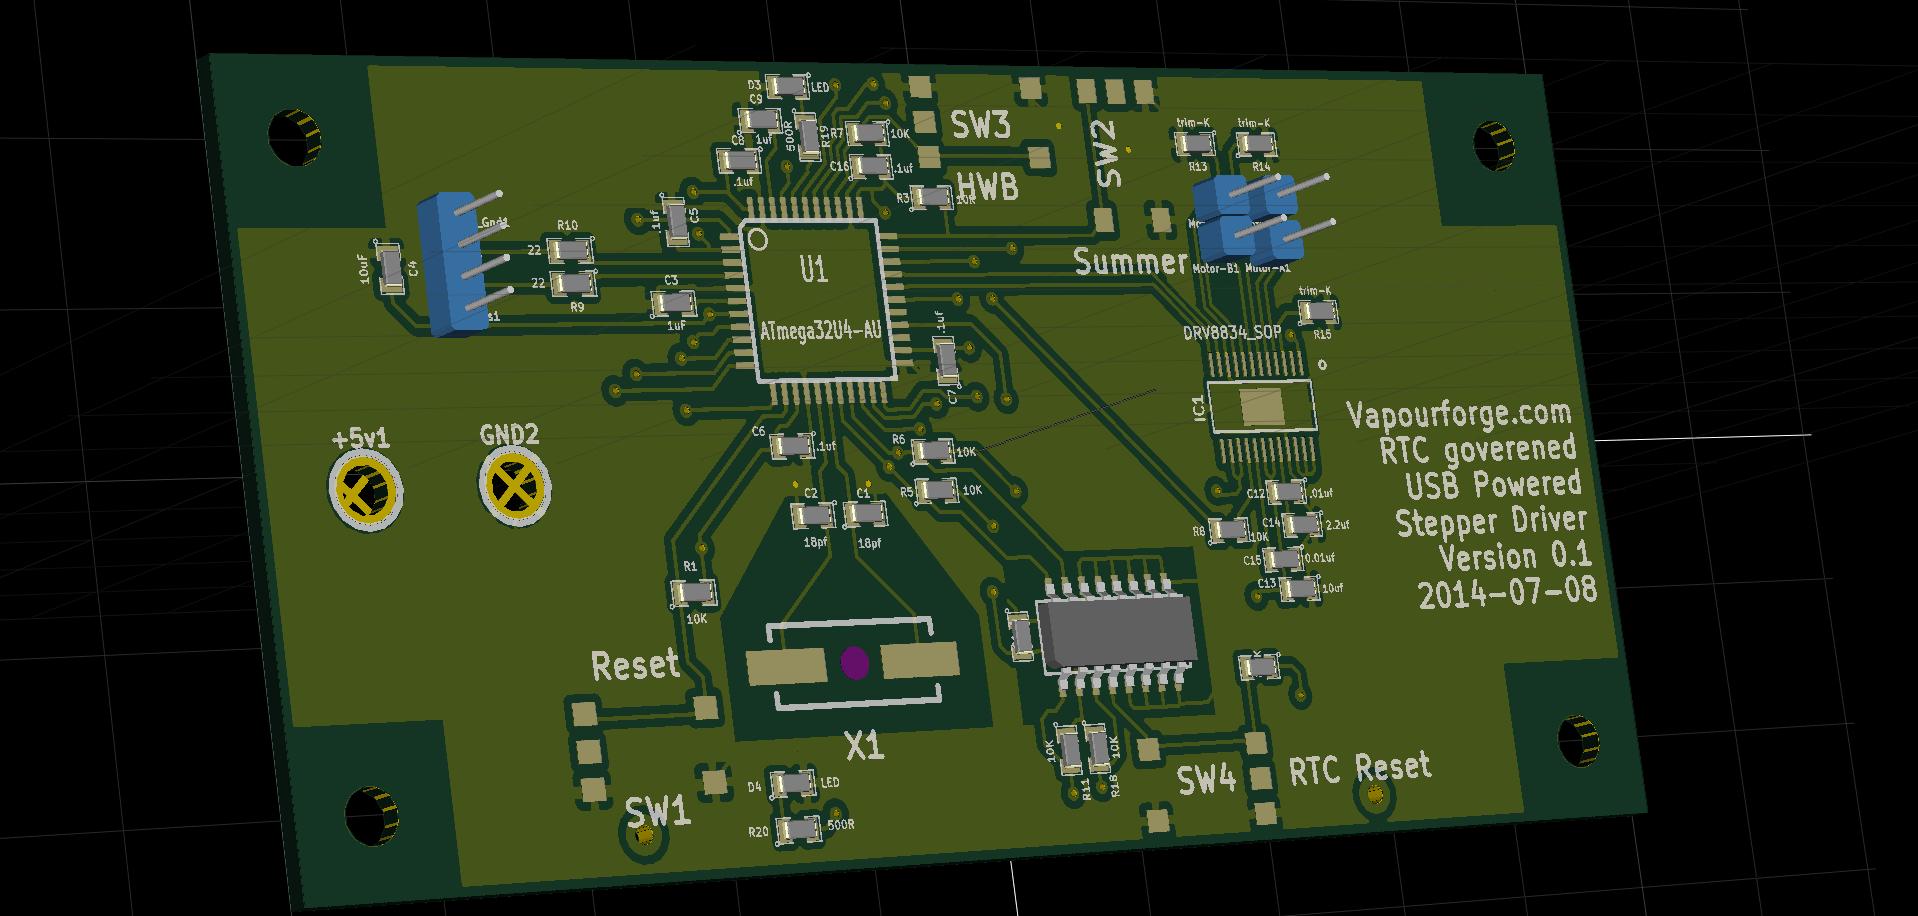 D3
LED
C9
1uf
C8
.1uf
500R
R19
R7
10K
C16
.1uf
R3
10K
SW3
HWB
SW2
trim-K
R13
trim-K
R14
Gnd1
10uF
C4
R10
22
22
R9
.1uf
C5
C3
1uF
U1
ATmega32U4-AU
Summer
Motor-B1
Motor-A1
trim-K
R15
DRV8834_SOP
IC1
.1uf
C7
+5v1
GND2
C6
.1uf
R6
10K
R5
10K
C2
18pf
C1
18pf
Vapourforge.com
RTC goverened
USB Powered
Stepper Driver
Version 0.1
2014-07-08
C12
.01uf
C14
2.2uf
R8
10K
C15
0.01uf
C13
10uf
R1
10K
Reset
X1
SW1
D4
LED
R20
500R
10K
R11
10K
R18
SW4
RTC Reset